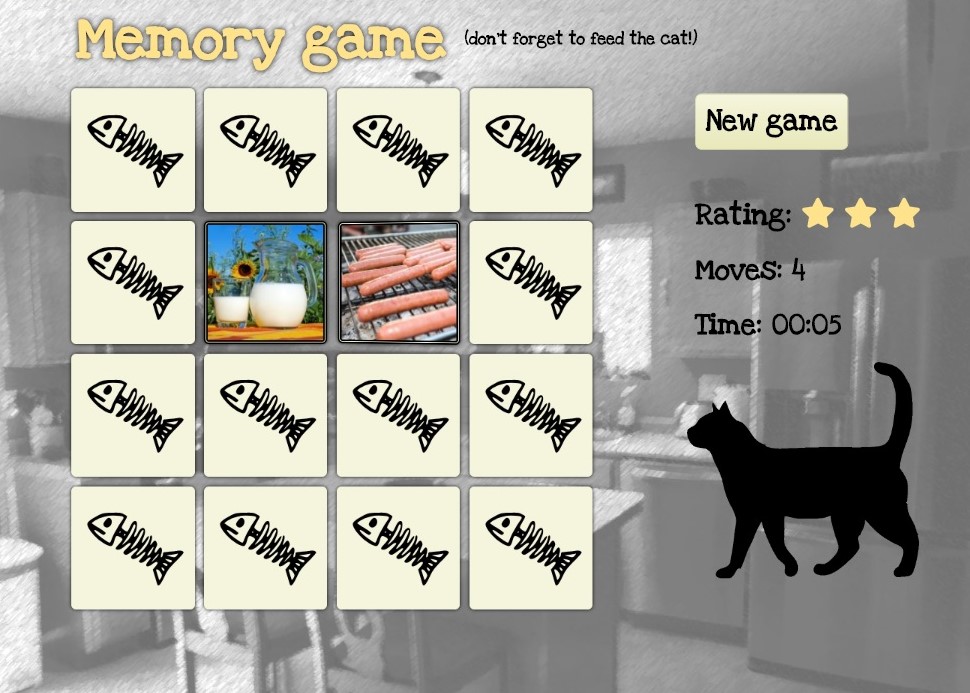 Memory game (don't forget to feed the cat!)
New game
Rating:
Moves: 4
Time: 00:05